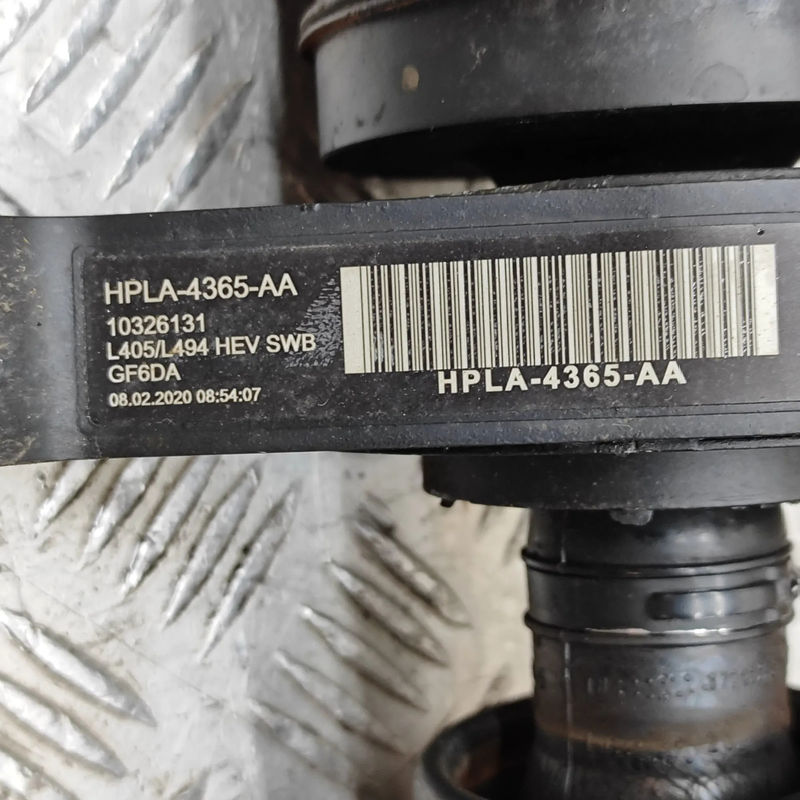 HPLA-4365-AA
10326131
L405/L494 HEV SWB
GF6DA
08.02.2020 08:54:07
HPLA-4365-AA